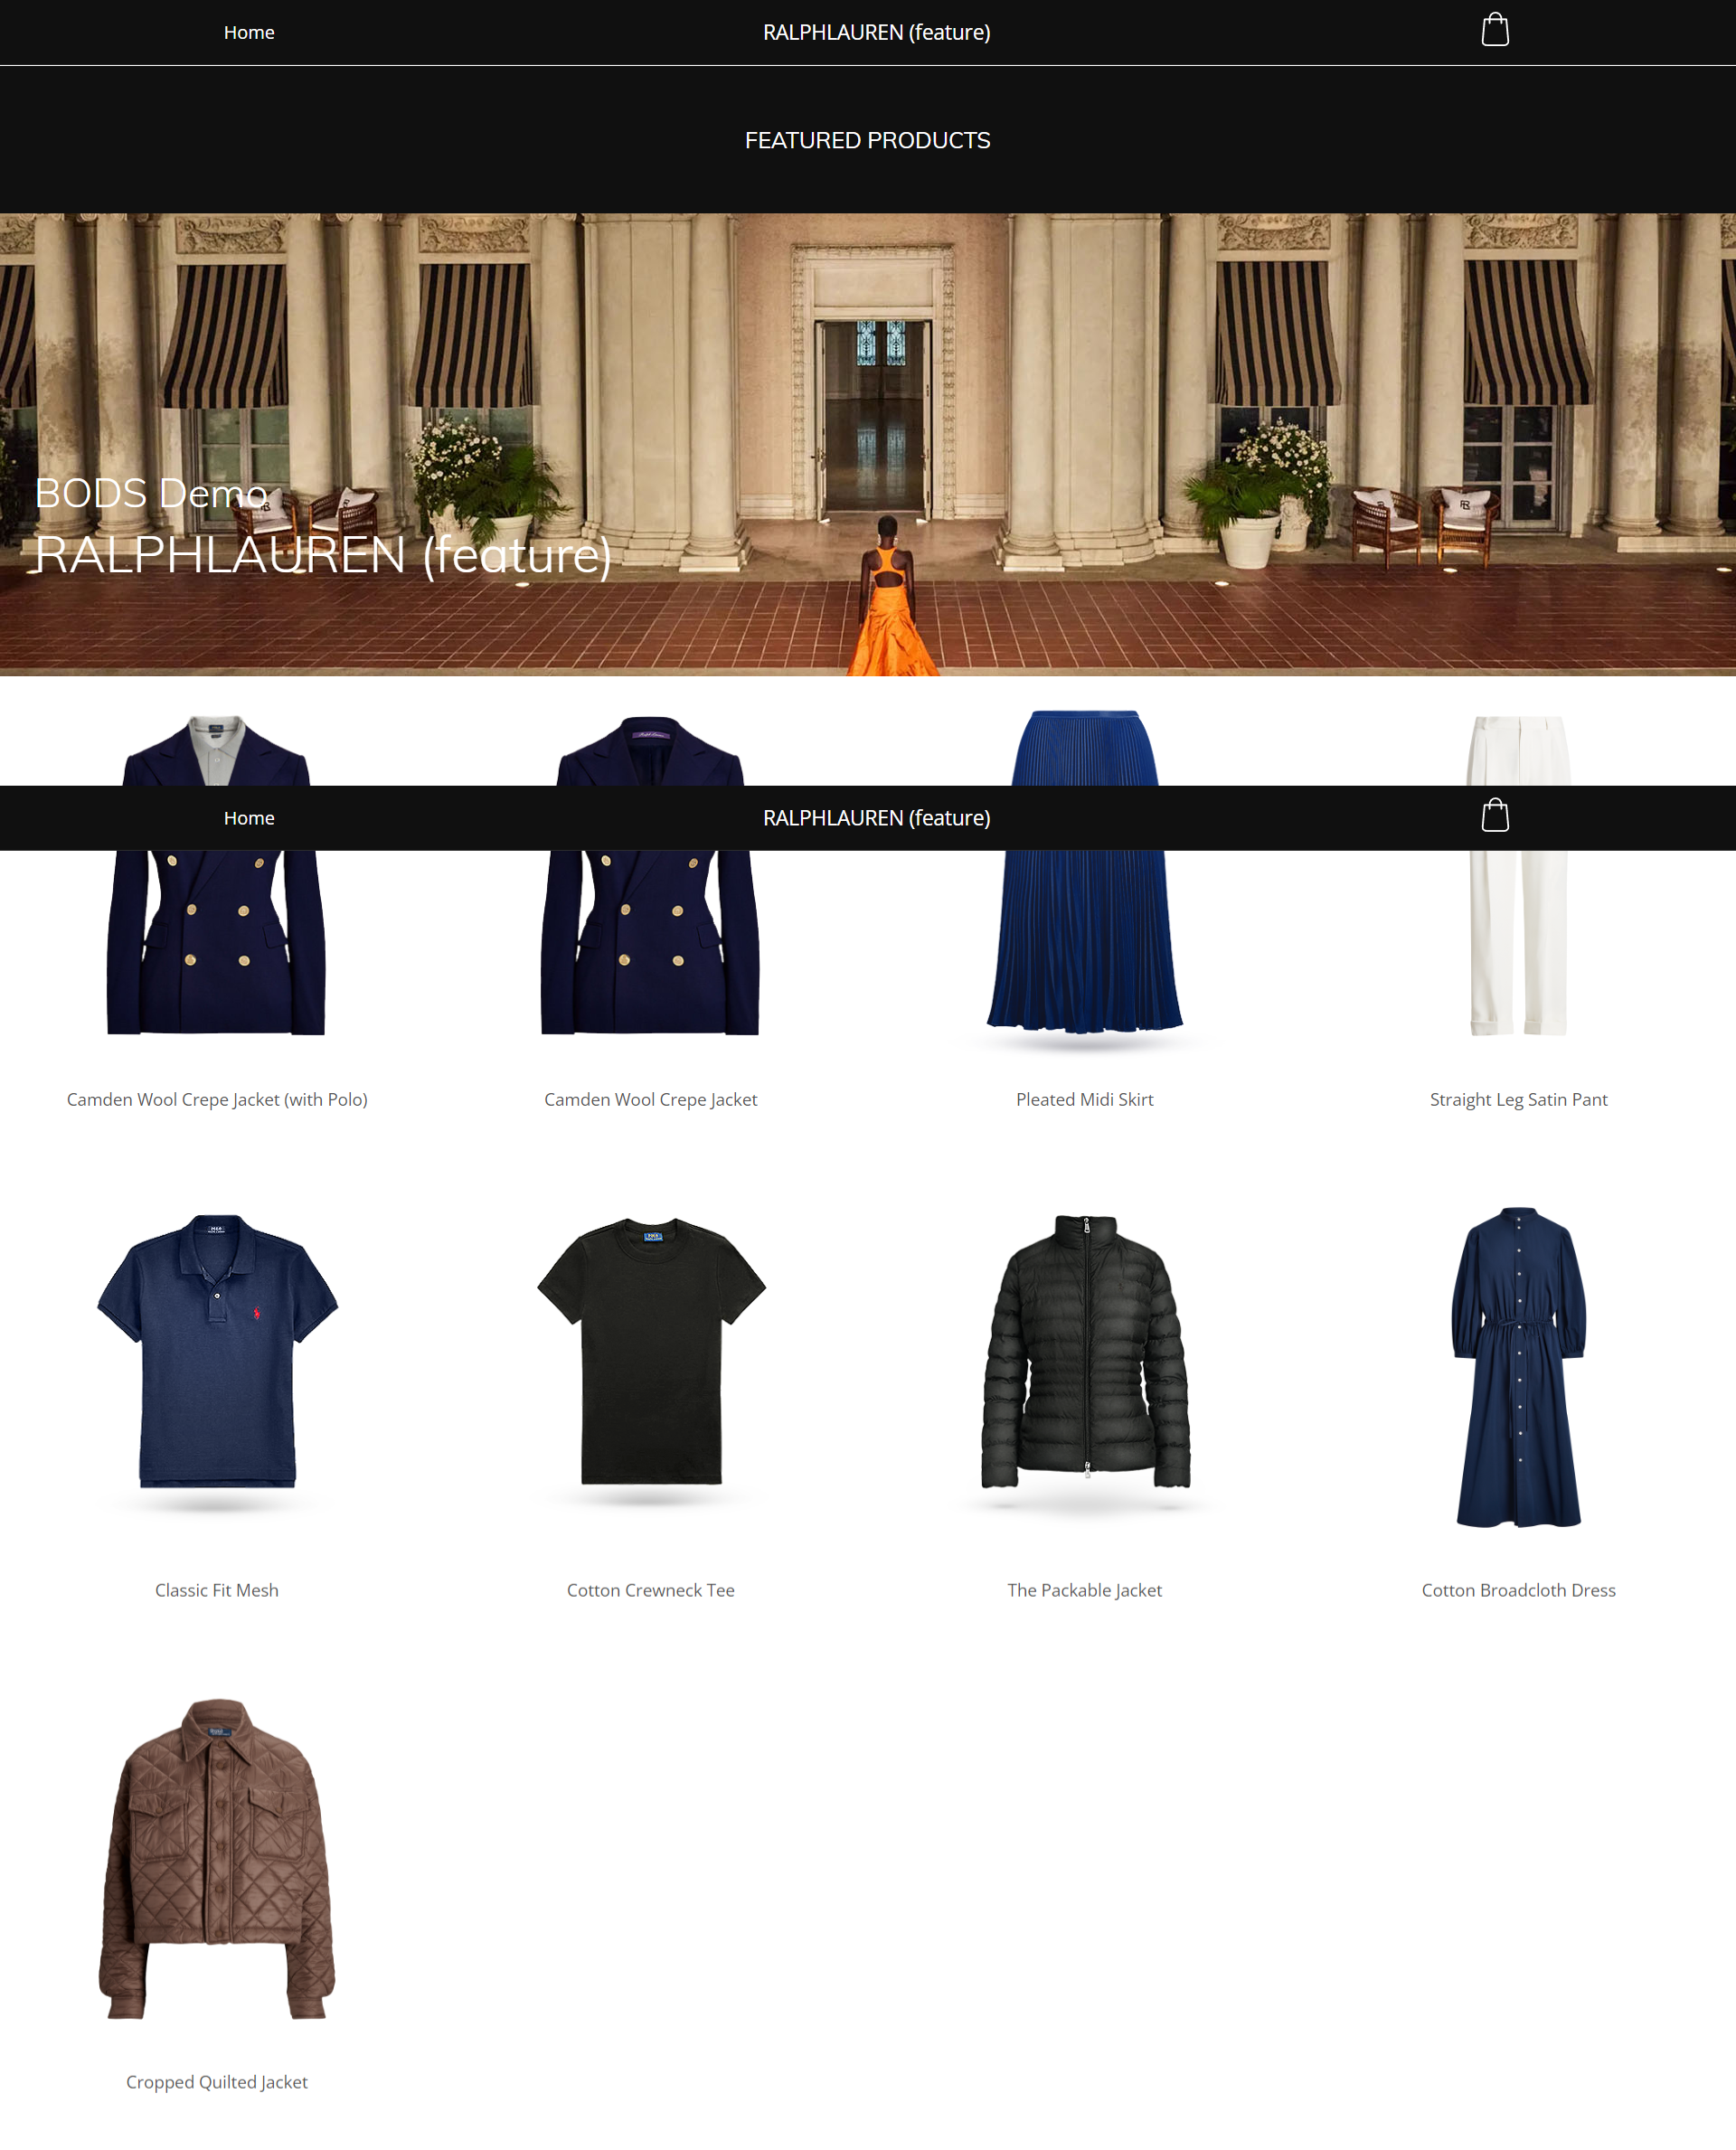 Home
RALPHLAUREN (feature)
FEATURED PRODUCTS
BODS Demo
RALPHLAUREN (feature)
Home
RALPHLAUREN (feature)
Camden Wool Crepe Jacket (with Polo)
Camden Wool Crepe Jacket
Pleated Midi Skirt
Straight Leg Satin Pant
Classic Fit Mesh
Cotton Crewneck Tee
The Packable Jacket
Cotton Broadcloth Dress
Cropped Quilted Jacket